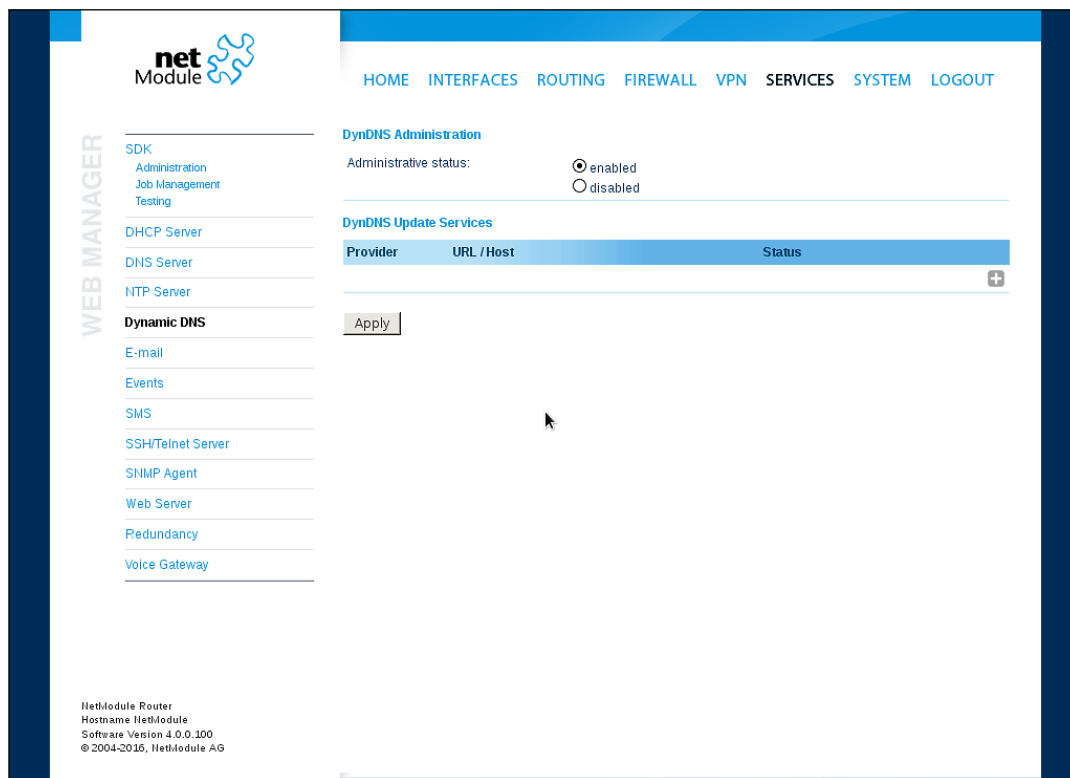 net
Module
HOME INTERFACES ROUTING FIREWALL VPN SERVICES SYSTEM LOGOUT
WEB MANAGER
SDK
Administration
Job Management
Testing
DHCP Server
DNS Server
NTP Server
Dynamic DNS
E-mail
Events
SMS
SSH/Telnet Server
SNMP Agent
Web Server
Redundancy
Voice Gateway
DynDNS Administration
Administrative status:
enabled
disabled
DynDNS Update Services
Provider URL / Host Status
Apply
NetModule Router
Hostname NetModule
Software Version 4.0.0.100
© 2004-2016, NetModule AG